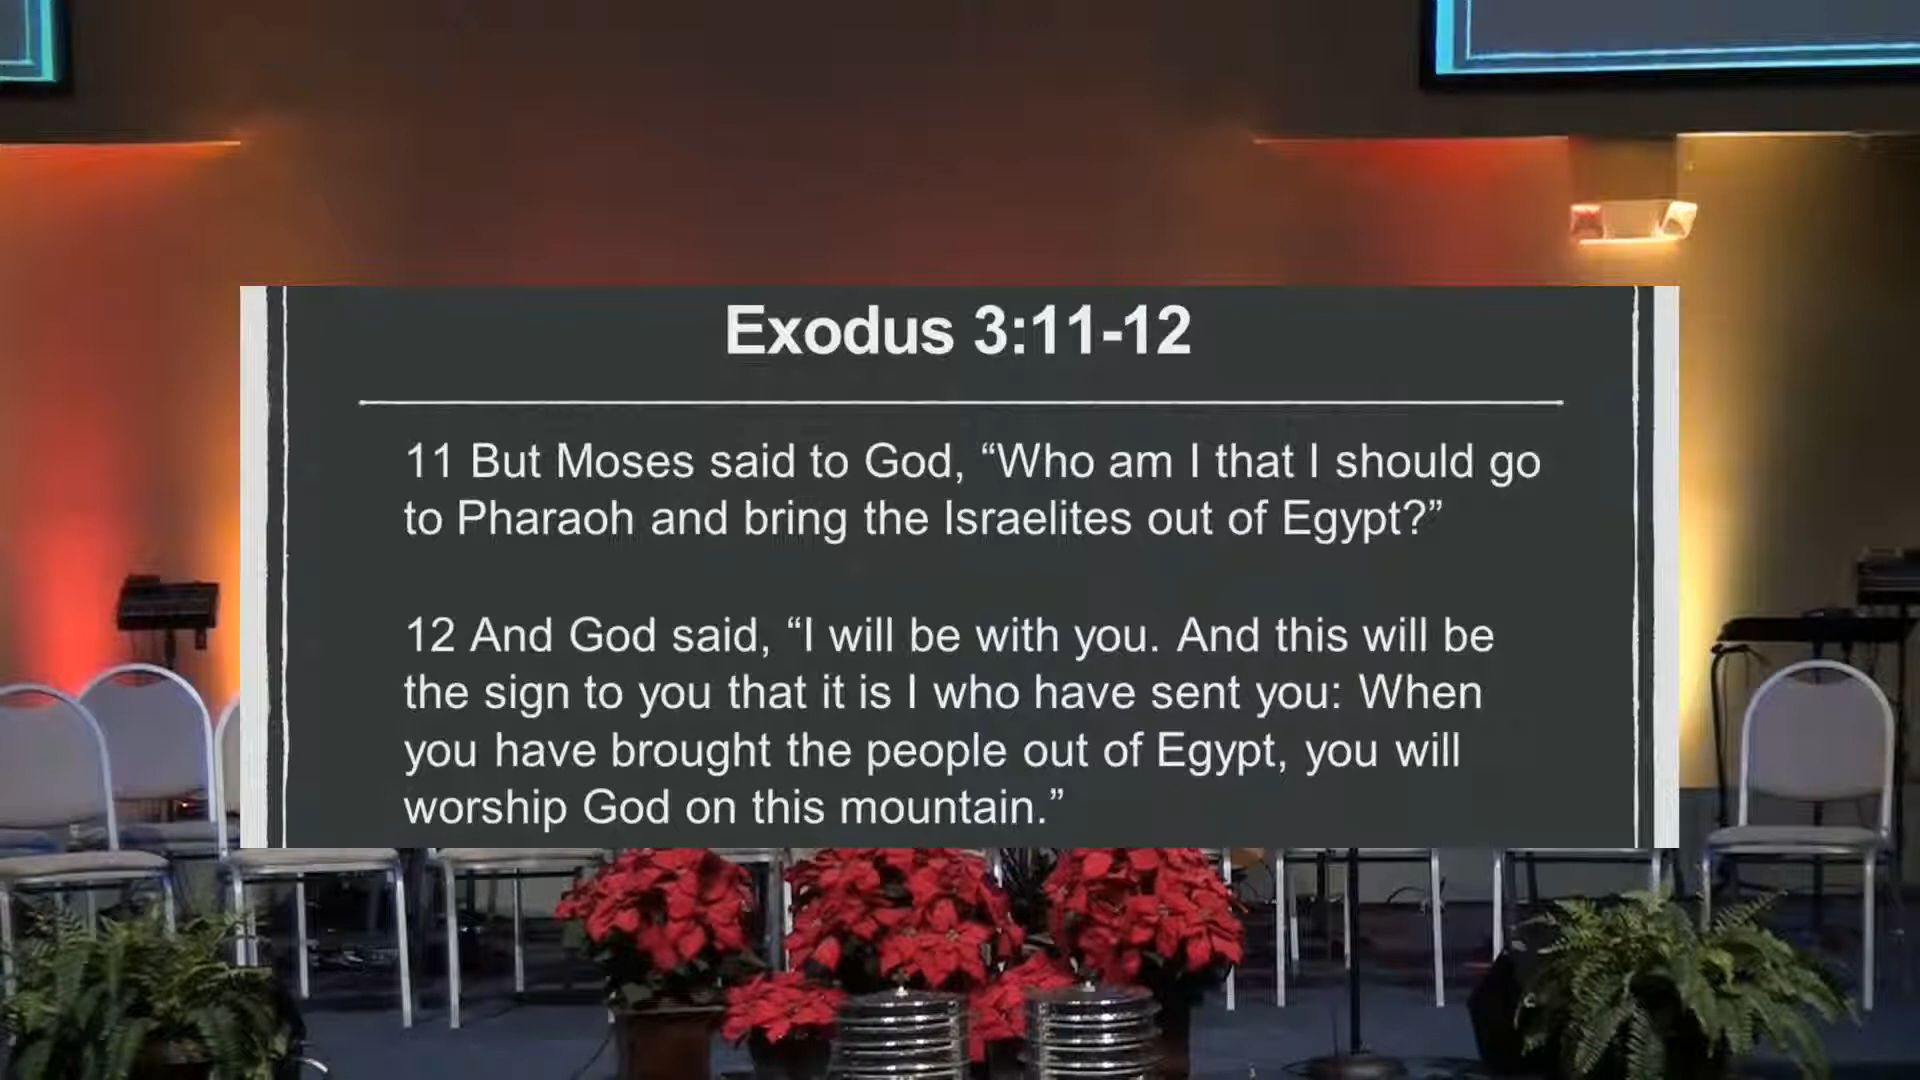 Exodus 3:11-12
11 But Moses said to God, “Who am I that I should go
to Pharaoh and bring the Israelites out of Egypt?”
12 And God said, “I will be with you. And this will be
the sign to you that it is I who have sent you: When
you have brought the people out of Egypt, you will
worship God on this mountain.”